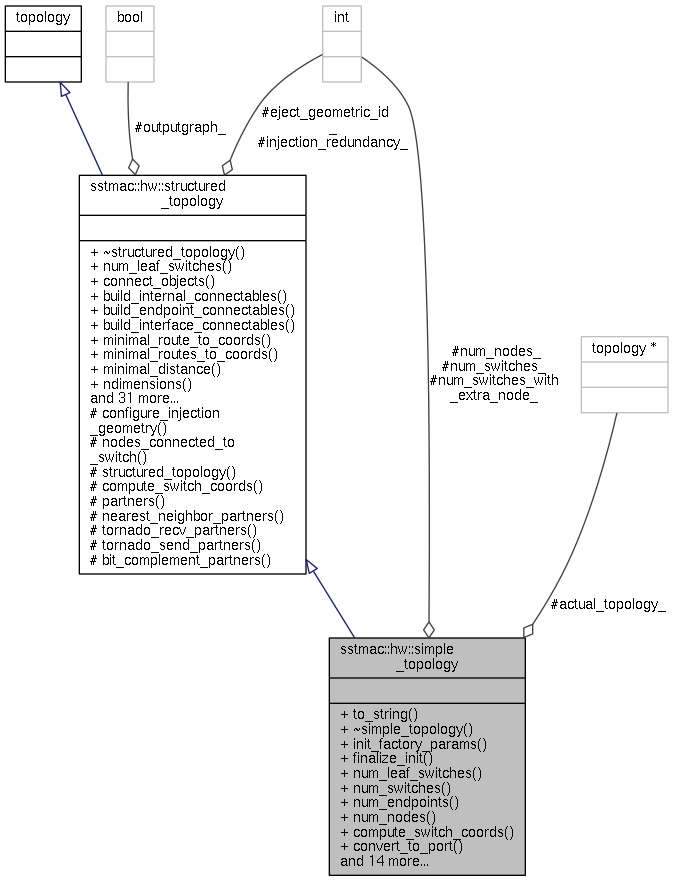 topology
bool
int
#outputgraph_
#eject_geometric_id
_
#injection_redundancy_
sstmac::hw::structured
_topology
+ ~structured_topology()
+ num_leaf_switches()
+ connect_objects()
+ build_internal_connectables()
+ build_endpoint_connectables()
+ build_interface_connectables()
+ minimal_route_to_coords()
+ minimal_routes_to_coords()
+ minimal_distance()
+ ndimensions()
and 31 more...
# configure_injection
_geometry()
# nodes_connected_to
_switch()
# structured_topology()
# compute_switch_coords()
# partners()
# nearest_neighbor_partners()
# tornado_recv_partners()
# tornado_send_partners()
# bit_complement_partners()
#num_nodes_
#num_switches_
#num_switches_with
_extra_node_
topology *
#actual_topology_
sstmac::hw::simple
_topology
+ to_string()
+ ~simple_topology()
+ init_factory_params()
+ finalize_init()
+ num_leaf_switches()
+ num_switches()
+ num_endpoints()
+ num_nodes()
+ compute_switch_coords()
+ convert_to_port()
and 14 more...